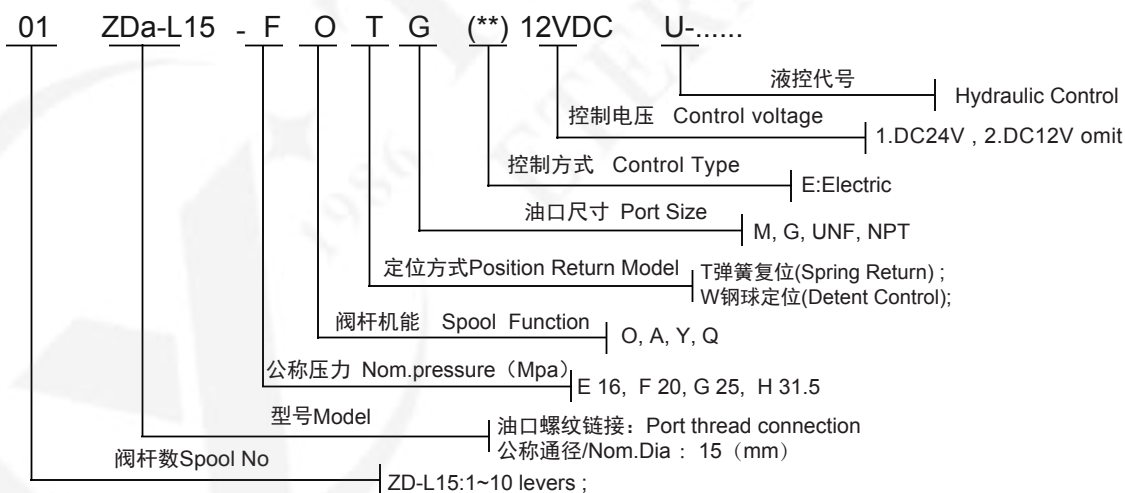 01 ZDa-L15 - F O T G (**) 12VDC U-......
液控代号 Hydraulic Control
控制电压 Control voltage 1.DC24V , 2.DC12V omit
控制方式 Control Type E:Electric
油口尺寸 Port Size M, G, UNF, NPT
定位方式Position Return Model T弹簧复位(Spring Return) ;
W钢球定位(Detent Control);
阀杆机能 Spool Function O, A, Y, Q
公称压力 Nom.pressure（Mpa） E 16, F 20, G 25, H 31.5
型号Model 油口螺纹链接：Port thread connection
公称通径/Nom.Dia : 15（mm）
阀杆数Spool No ZD-L15:1~10 levers ;
1986